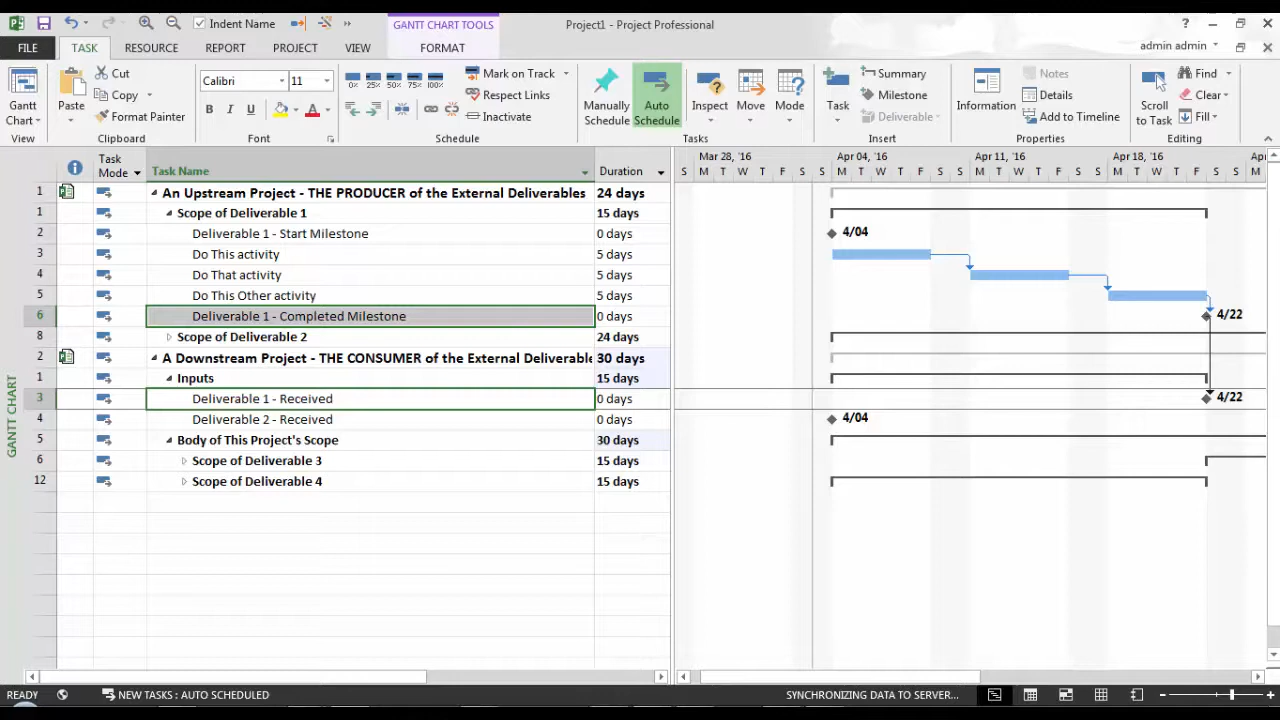 Indent Name
GANTT CHART TOOLS
Project1 - Project Professional
?
FILE TASK RESOURCE REPORT PROJECT VIEW FORMAT
admin admin
Gantt Chart
View
Paste
Cut
Copy
Format Painter
Clipboard
Calibri 11
B I U A
Font
0% 25% 50% 75% 100%
Mark on Track
Respect Links
Inactivate
Schedule
Manually Schedule
Auto Schedule
Inspect
Move
Mode
Tasks
Task
Summary
Milestone
Deliverable
Insert
Information
Notes
Details
Add to Timeline
Properties
Scroll to Task
Find
Clear
Fill
Editing
Task Mode
Task Name
Duration
Mar 28, '16 Apr 04, '16 Apr 11, '16 Apr 18, '16 Ap
S M T W T F S S M T W T F S S M T W T F S S M T W T F S S M
1 An Upstream Project - THE PRODUCER of the External Deliverables 24 days
1 Scope of Deliverable 1 15 days
2 Deliverable 1 - Start Milestone 0 days 4/04
3 Do This activity 5 days
4 Do That activity 5 days
5 Do This Other activity 5 days
6 Deliverable 1 - Completed Milestone 0 days 4/22
8 Scope of Deliverable 2 24 days
2 A Downstream Project - THE CONSUMER of the External Deliverable 30 days
1 Inputs 15 days
3 Deliverable 1 - Received 0 days 4/22
4 Deliverable 2 - Received 0 days 4/04
5 Body of This Project's Scope 30 days
6 Scope of Deliverable 3 15 days
12 Scope of Deliverable 4 15 days
GANTT CHART
READY
NEW TASKS : AUTO SCHEDULED
SYNCHRONIZING DATA TO SERVER...